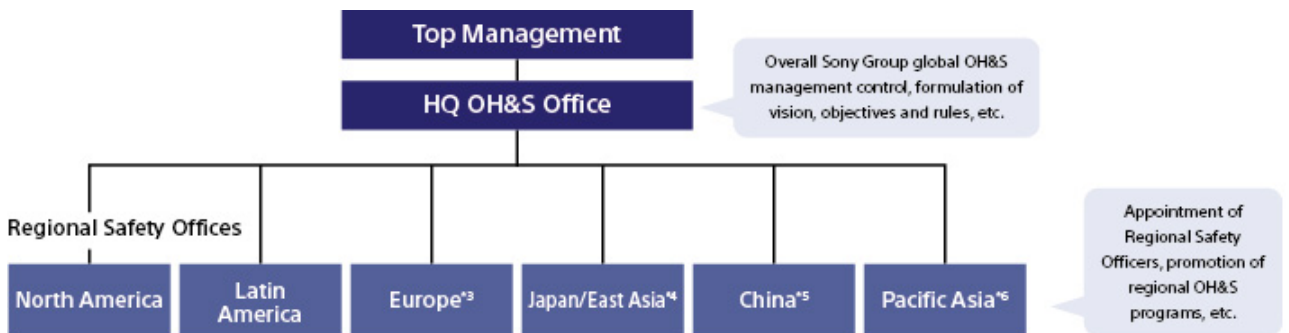 Top Management
Overall Sony Group global OH&S
management control, formulation of
vision, objectives and rules, etc.
HQ OH&S Office
Regional Safety Offices
North America
Latin
America
Europe*3
Japan/East Asia*4
China*5
Pacific Asia*6
Appointment of
Regional Safety
Officers, promotion of
regional OH&S
programs, etc.